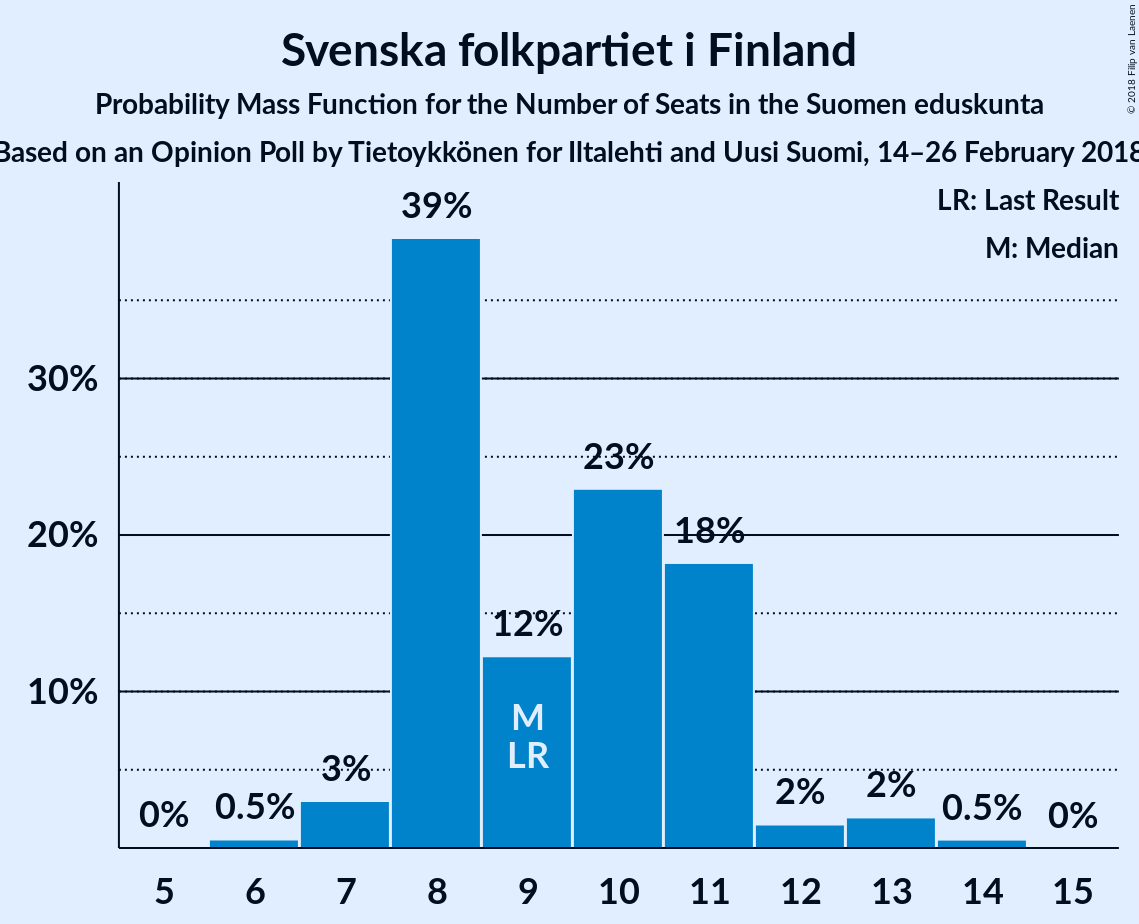 Svenska folkpartiet i Finland
Probability Mass Function for the Number of Seats in the Suomen eduskunta
Based on an Opinion Poll by Tietoykkönen for Iltalehti and Uusi Suomi, 14–26 February 2018
© 2018 Filip van Laenen
LR: Last Result
M: Median
39%
30%
23%
20%
18%
12%
10%
M
LR
3%
0%
0.5%
2%
2%
0.5%
0%
5 6 7 8 9 10 11 12 13 14 15